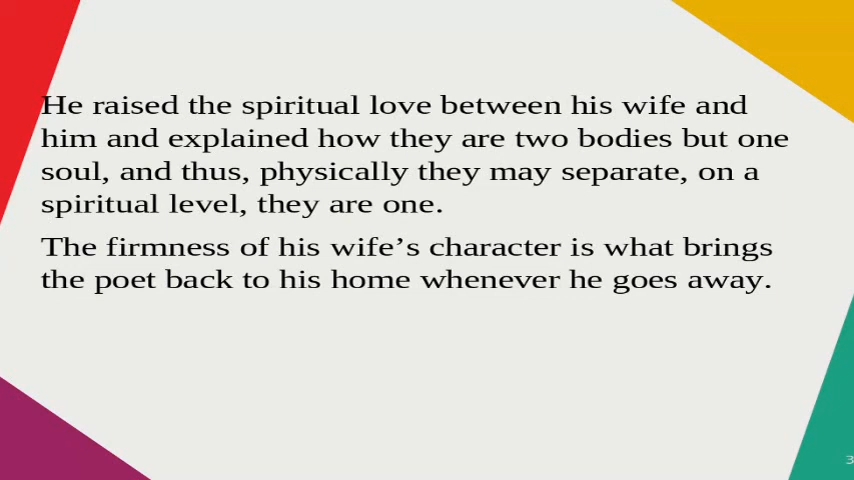 He raised the spiritual love between his wife and
him and explained how they are two bodies but one
soul, and thus, physically they may separate, on a
spiritual level, they are one.
The firmness of his wife’s character is what brings
the poet back to his home whenever he goes away.
3